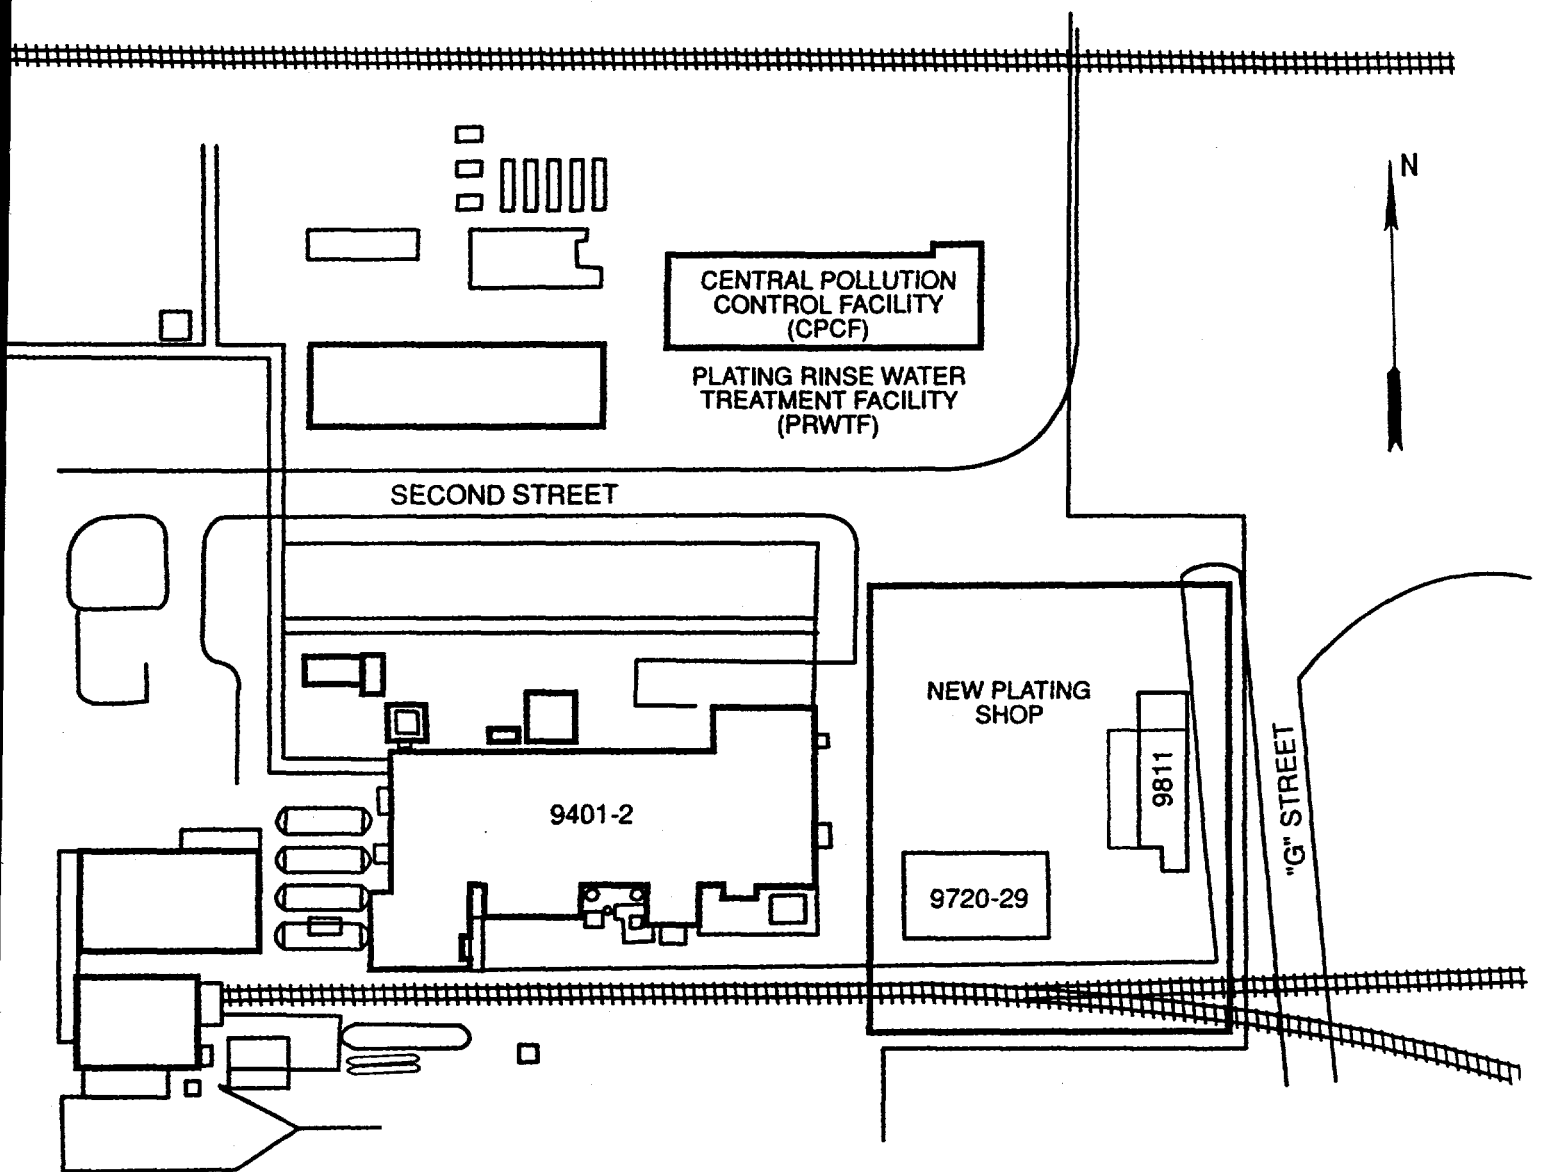 N
CENTRAL POLLUTION
CONTROL FACILITY
(CPCF)
PLATING RINSE WATER
TREATMENT FACILITY
(PRWTF)
SECOND STREET
NEW PLATING
SHOP
9811
"G" STREET
9401-2
9720-29